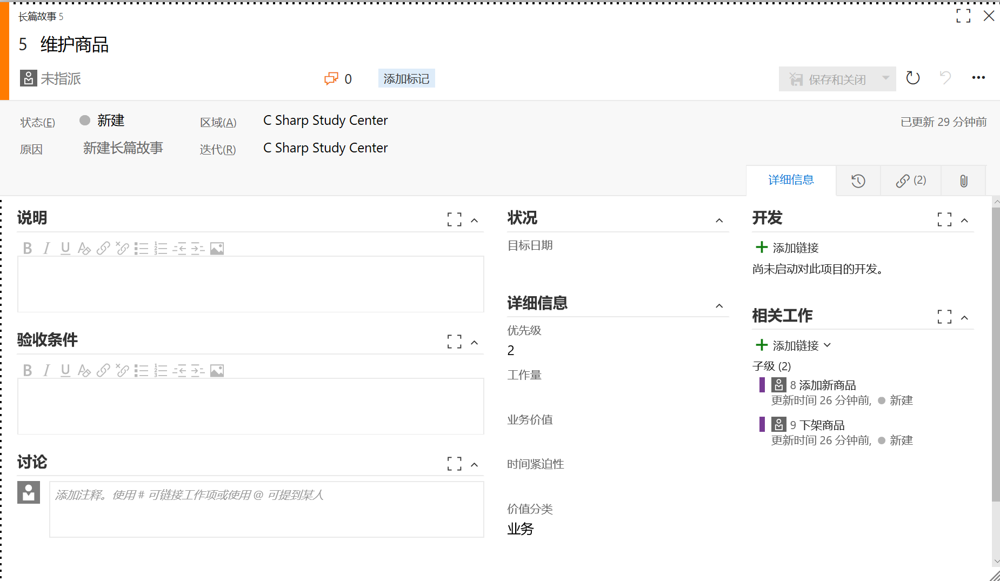 长篇故事 5
5 维护商品
未指派
0
添加标记
保存和关闭
状态(E)
新建
区域(A)
C Sharp Study Center
已更新 29 分钟前
原因
新建长篇故事
迭代(R)
C Sharp Study Center
详细信息
(2)
说明
B I U
1
2
3
验收条件
B I U
1
2
3
讨论
添加注释。使用 # 可链接工作项或使用 @ 可提到某人
状况
目标日期
详细信息
优先级
2
工作量
业务价值
时间紧迫性
价值分类
业务
开发
添加链接
尚未启动对此项目的开发。
相关工作
添加链接
子级 (2)
8 添加新商品
更新时间 26 分钟前, 新建
9 下架商品
更新时间 26 分钟前, 新建